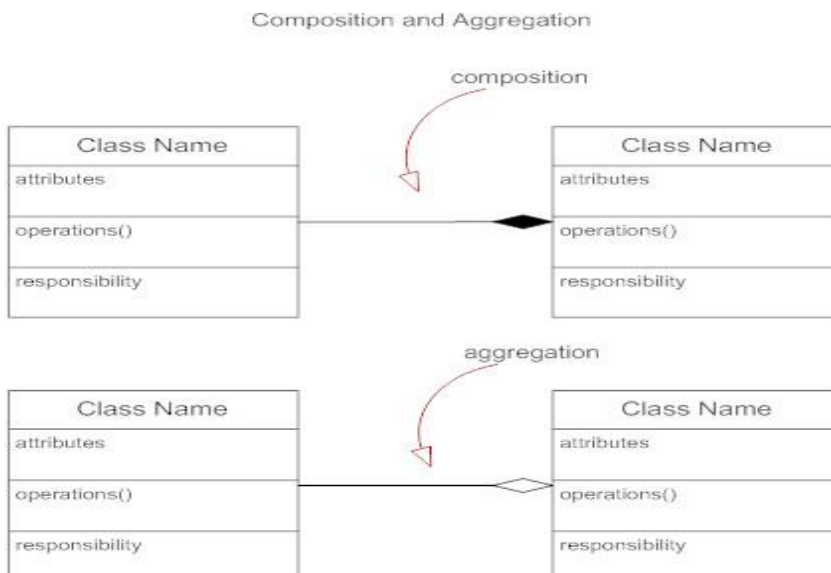 Composition and Aggregation
composition
Class Name
attributes
operations()
responsibility
Class Name
attributes
operations()
responsibility
aggregation
Class Name
attributes
operations()
responsibility
Class Name
attributes
operations()
responsibility